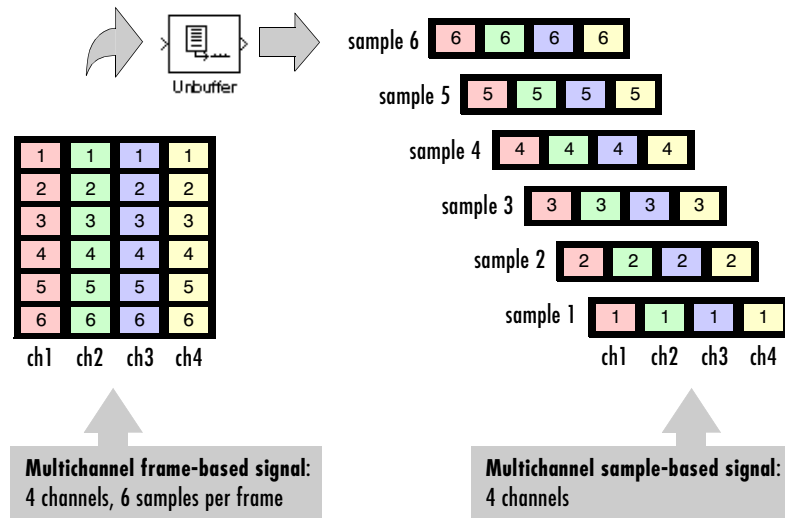 Unbuffer
1 1 1 1
2 2 2 2
3 3 3 3
4 4 4 4
5 5 5 5
6 6 6 6
ch1 ch2 ch3 ch4
Multichannel frame-based signal:
4 channels, 6 samples per frame
sample 6 6 6 6 6
sample 5 5 5 5 5
sample 4 4 4 4 4
sample 3 3 3 3 3
sample 2 2 2 2 2
sample 1 1 1 1 1
ch1 ch2 ch3 ch4
Multichannel sample-based signal:
4 channels